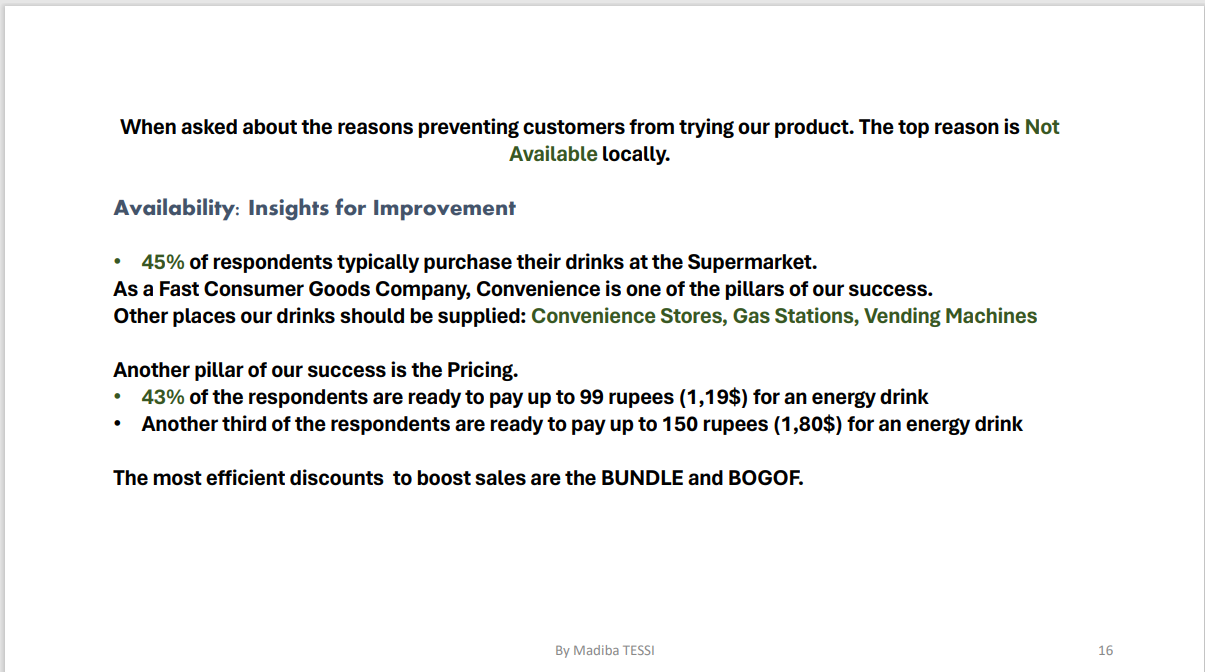 When asked about the reasons preventing customers from trying our product. The top reason is Not
Available locally.
Availability: Insights for Improvement
• 45% of respondents typically purchase their drinks at the Supermarket.
As a Fast Consumer Goods Company, Convenience is one of the pillars of our success.
Other places our drinks should be supplied: Convenience Stores, Gas Stations, Vending Machines
Another pillar of our success is the Pricing.
• 43% of the respondents are ready to pay up to 99 rupees (1,19$) for an energy drink
• Another third of the respondents are ready to pay up to 150 rupees (1,80$) for an energy drink
The most efficient discounts  to boost sales are the BUNDLE and BOGOF.
By Madiba TESSI
16